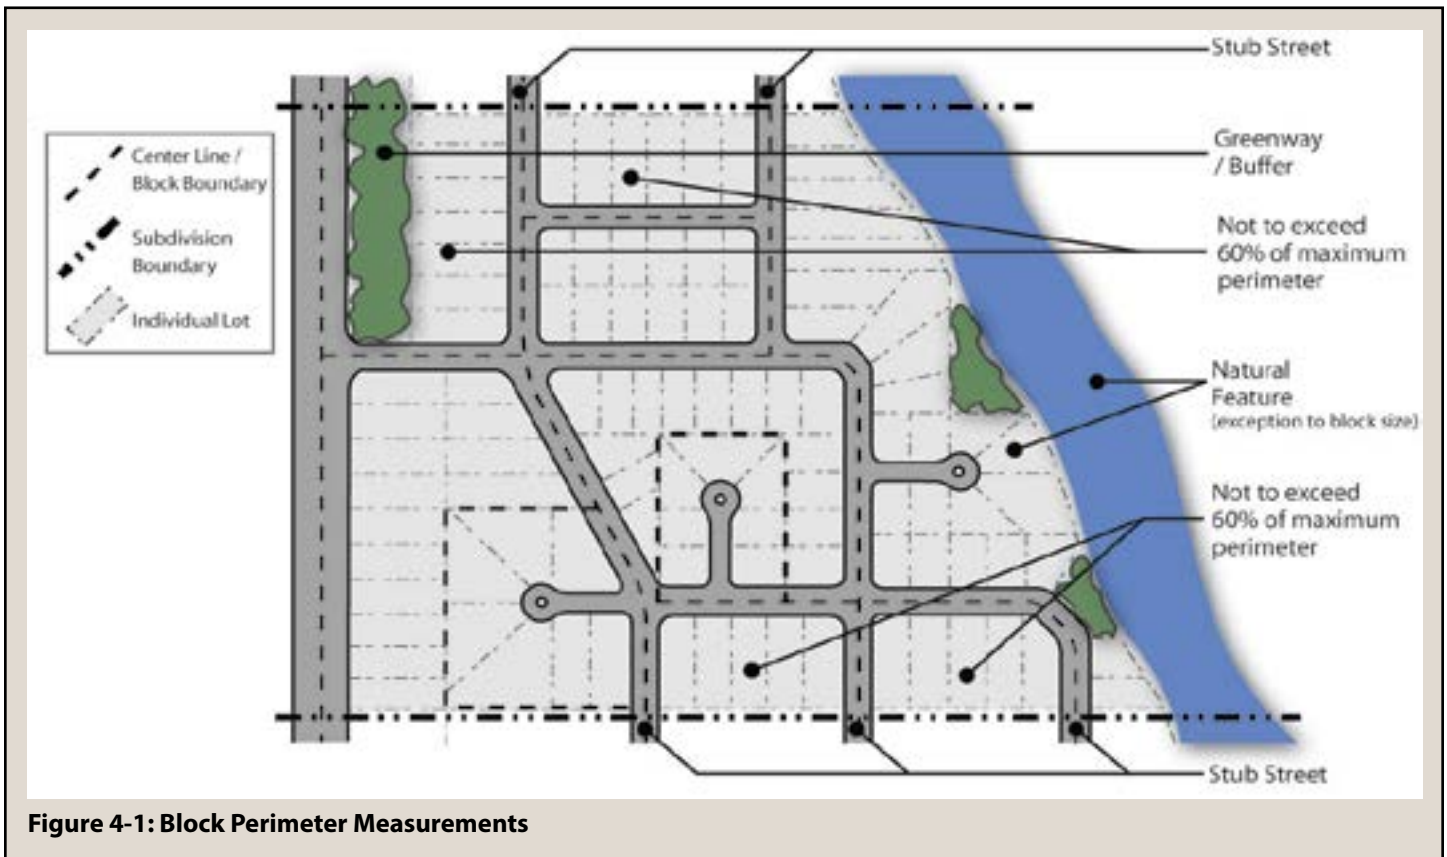 Stub Street
Greenway
/ Buffer
Center Line /
Block Boundary
Subdivision
Boundary
Individual Lot
Not to exceed
60% of maximum
perimeter
Natural
Feature
(exception to block size)
Not to exceed
60% of maximum
perimeter
Stub Street
Figure 4-1: Block Perimeter Measurements